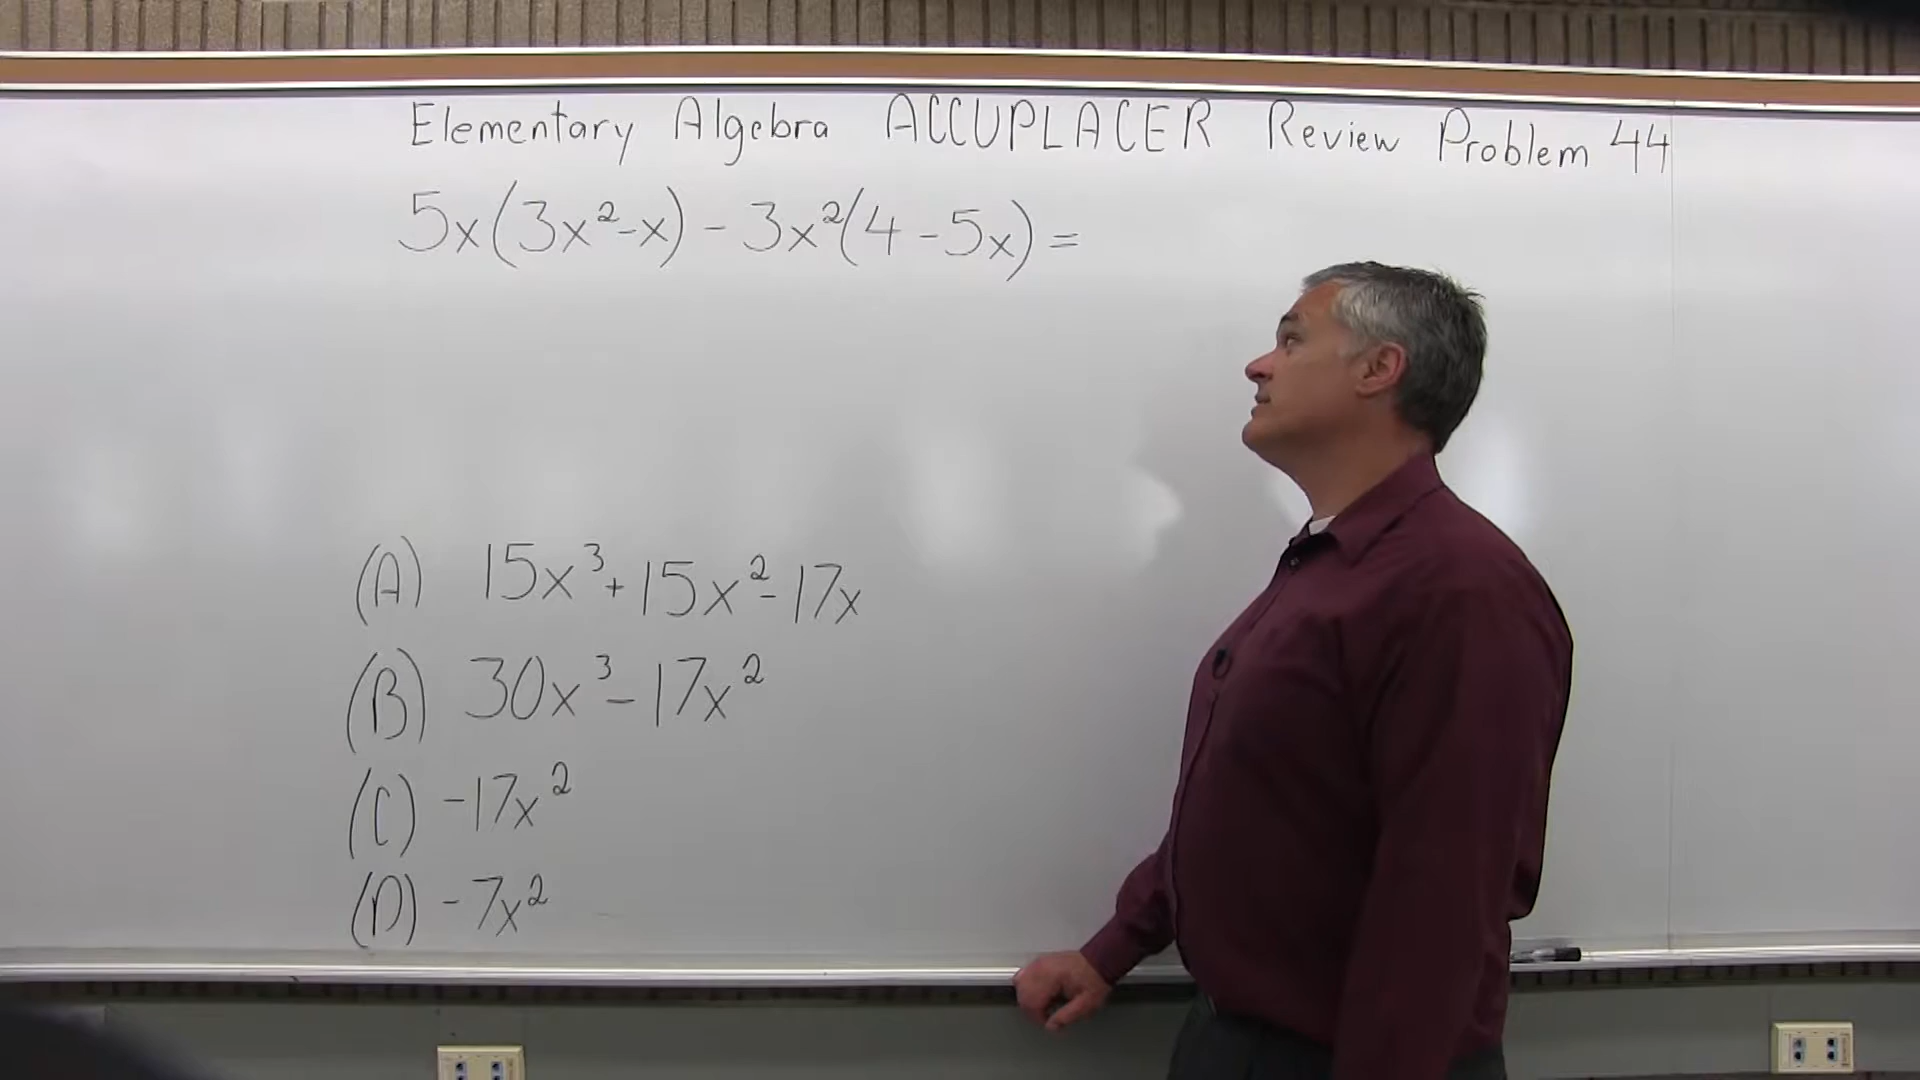 Elementary Algebra ACCUPLACER Review Problem 44
5x(3x²-x) - 3x²(4-5x) =
(A) 15x³+15x²-17x
(B) 30x³-17x²
(C) -17x²
(D) -7x²